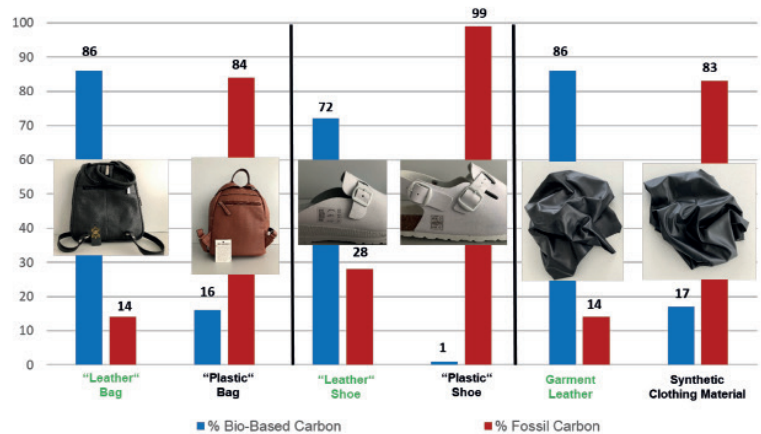 100
90
80
70
60
50
40
30
20
10
0
86
14
16
84
72
28
1
99
86
14
17
83
“Leather“
Bag
“Plastic“
Bag
“Leather“
Shoe
“Plastic“
Shoe
Garment
Leather
Synthetic
Clothing Material
% Bio-Based Carbon
% Fossil Carbon